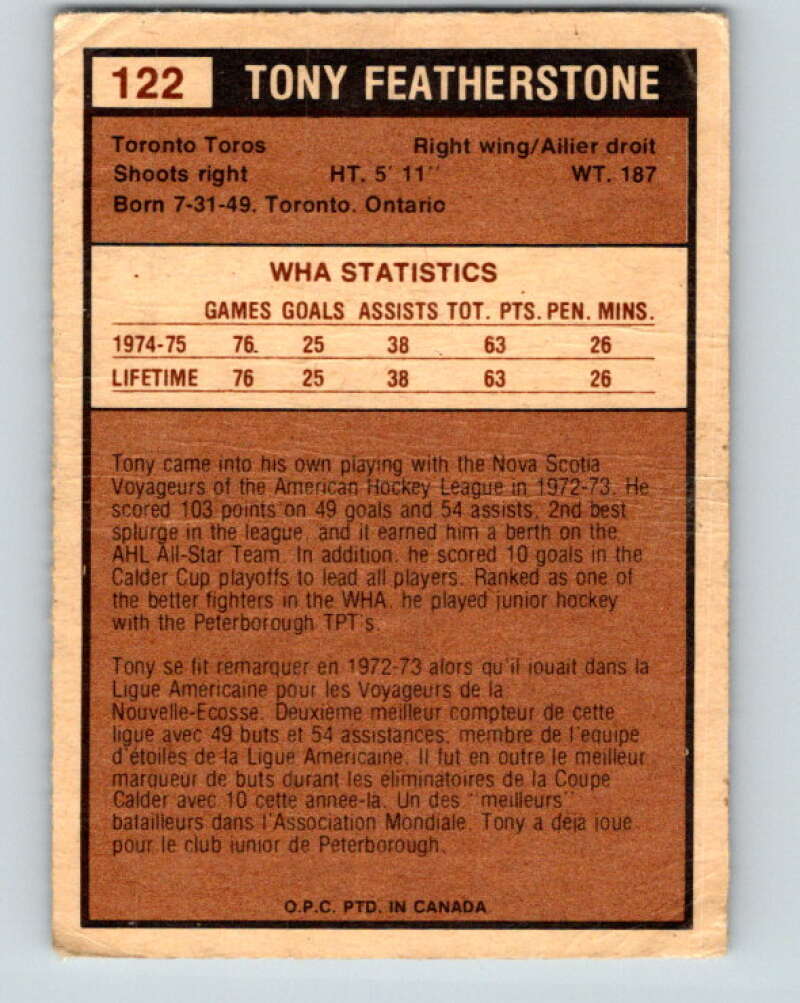 122 TONY FEATHERSTONE
Toronto Toros Right wing/Ailier droit
Shoots right HT. 5' 11" WT. 187
Born 7-31-49. Toronto. Ontario
WHA STATISTICS
GAMES GOALS ASSISTS TOT. PTS. PEN. MINS.
1974-75 76 25 38 63 26
LIFETIME 76 25 38 63 26
Tony came into his own playing with the Nova Scotia
Voyageurs of the American Hockey League in 1972-73. He
scored 103 points on 49 goals and 54 assists, 2nd best
splurge in the league, and it earned him a berth on the
AHL All-Star Team. In addition, he scored 10 goals in the
Calder Cup playoffs to lead all players. Ranked as one of
the better fighters in the WHA, he played junior hockey
with the Peterborough TPT's.
Tony se fit remarquer en 1972-73 alors qu'il jouait dans la
Ligue Americaine pour les Voyageurs de la
Nouvelle-Ecosse. Deuxieme meilleur compteur de cette
ligue avec 49 buts et 54 assistances, membre de l'equipe
d'étoiles de la Ligue Americaine. Il fut en outre le meilleur
marqueur de buts durant les eliminatoires de la Coupe
Calder avec 10 cette annee-la. Un des "meilleurs"
batailleurs dans l'Association Mondiale. Tony a deja joue
pour le club junior de Peterborough.
O.P.C. PTD. IN CANADA